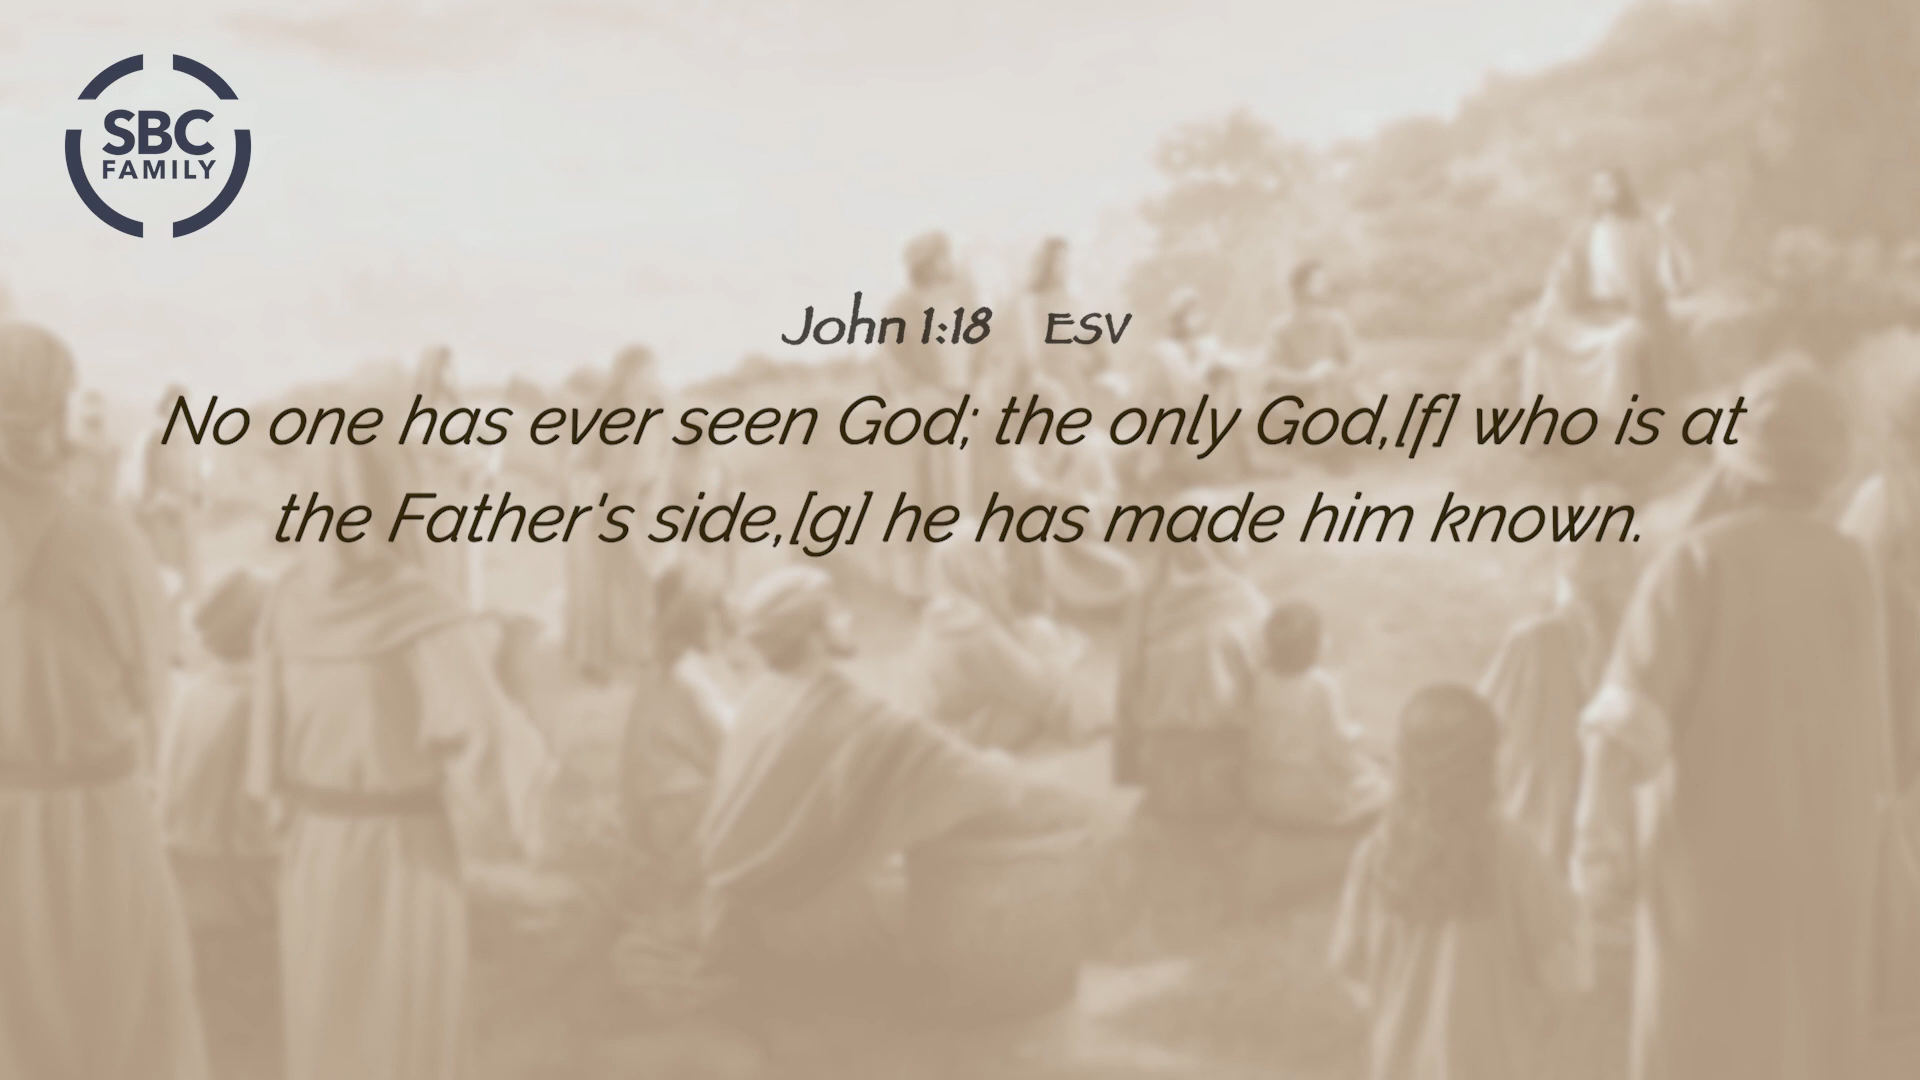 SBC
FAMILY
John 1:18 ESV
No one has ever seen God; the only God,[f] who is at
the Father's side,[g] he has made him known.